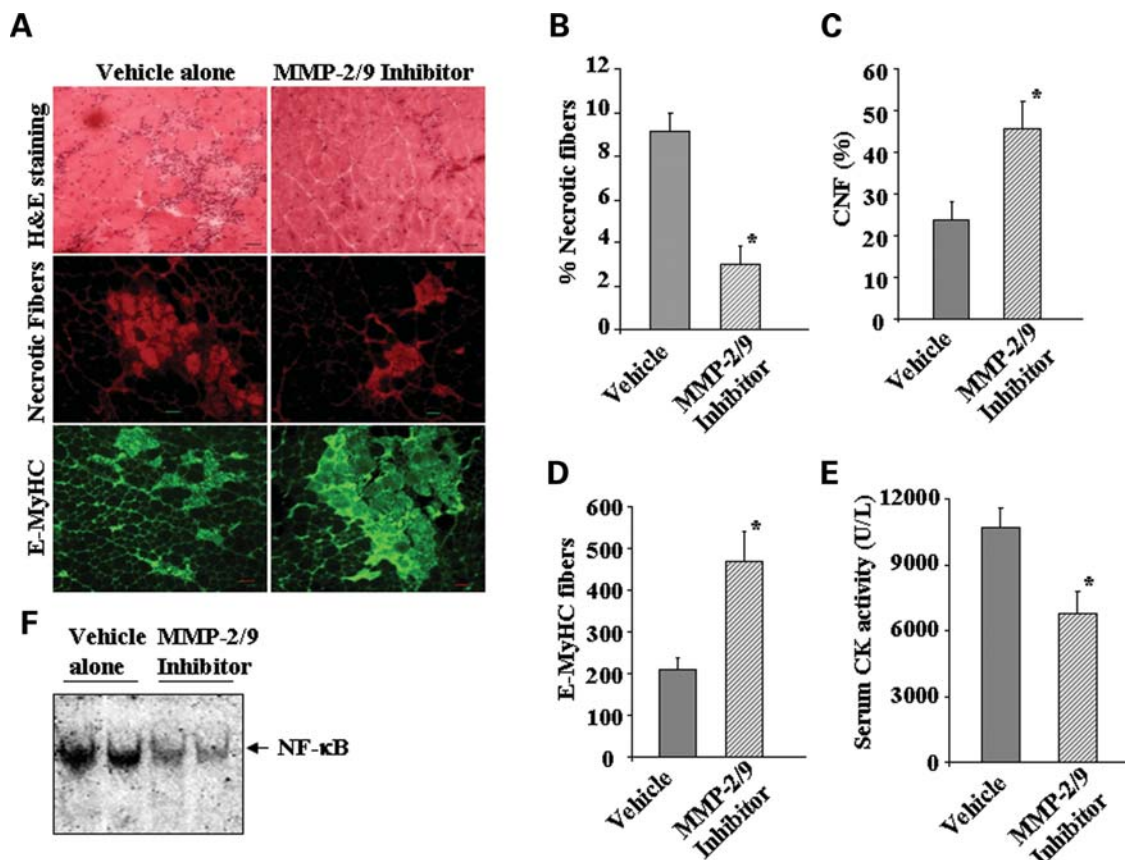 A
Vehicle alone
MMP-2/9 Inhibitor
H&E staining
Necrotic Fibers
E-MyHC
B
12
10
8
6
4
2
0
% Necrotic fibers
*
Vehicle
MMP-2/9
Inhibitor
C
60
50
40
30
20
10
0
CNF (%)
*
Vehicle
MMP-2/9
Inhibitor
D
600
500
400
300
200
100
0
E-MyHC fibers
*
Vehicle
MMP-2/9
Inhibitor
E
12000
9000
6000
3000
0
Serum CK activity (U/L)
*
Vehicle
MMP-2/9
Inhibitor
F
Vehicle
alone
MMP-2/9
Inhibitor
NF-κB